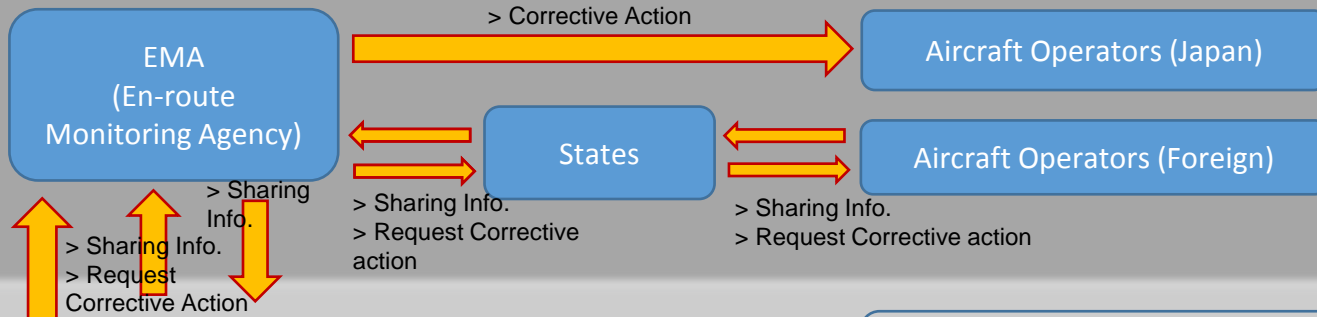 > Corrective Action
EMA
(En-route
Monitoring Agency)
Aircraft Operators (Japan)
States
Aircraft Operators (Foreign)
> Sharing
Info.
> Sharing Info.
> Request Corrective
action
> Sharing Info.
> Request Corrective action
> Sharing Info.
> Request
Corrective Action